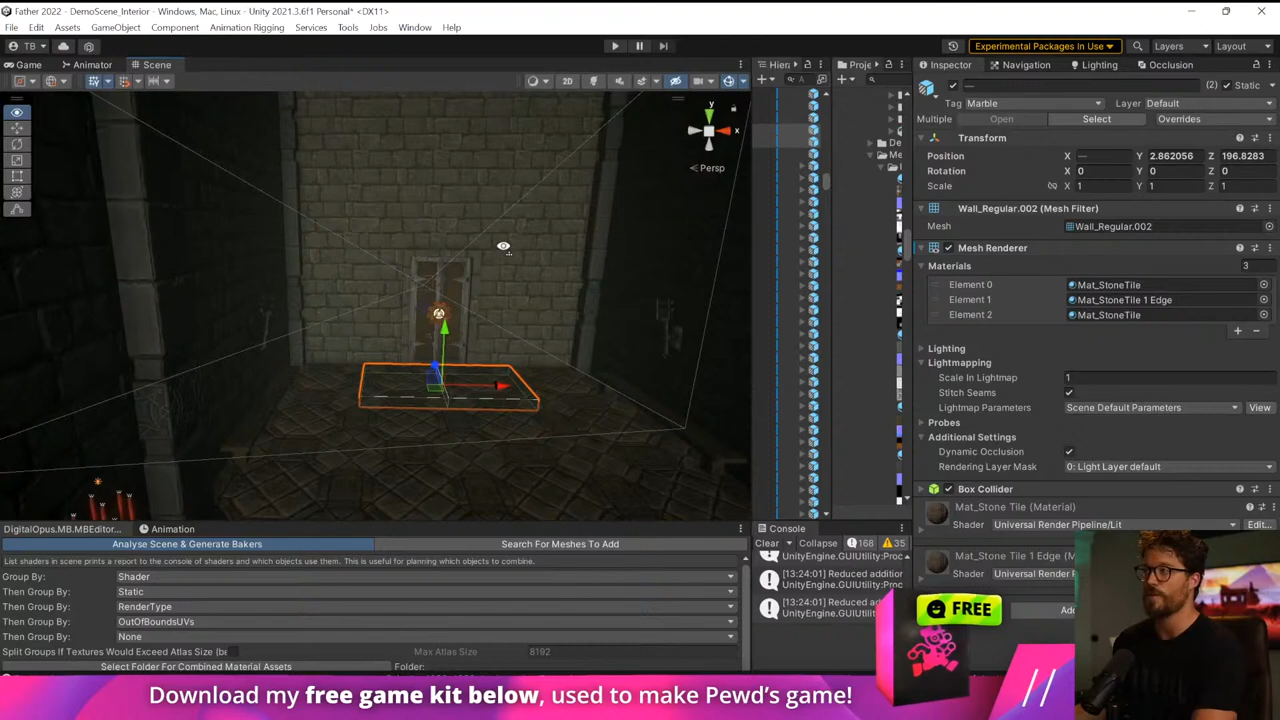 Father 2022 - DemoScene_Interior - Windows, Mac, Linux - Unity 2021.3.6f1 Personal* <DX11>
File Edit Assets GameObject Component Animation Rigging Services Tools Jobs Window Help
TB Experimental Packages In Use Layers Layout
Game Animator Scene Hiera Proje Inspector Navigation Lighting Occlusion
2D
(2) Static
Tag Marble Layer Default
Multiple Open Select Overrides
y
x
Persp
Transform
Position X — Y 2.862056 Z 196.8283
Rotation X 0 Y 0 Z 0
Scale X 1 Y 1 Z 1
Wall_Regular.002 (Mesh Filter)
Mesh Wall_Regular.002
Mesh Renderer
Materials 3
Element 0 Mat_StoneTile
Element 1 Mat_StoneTile 1 Edge
Element 2 Mat_StoneTile
Lighting
Lightmapping
Scale In Lightmap 1
Stitch Seams
Lightmap Parameters Scene Default Parameters View
Probes
Additional Settings
Dynamic Occlusion
Rendering Layer Mask 0: Light Layer default
Box Collider
Mat_Stone Tile (Material)
Shader Universal Render Pipeline/Lit Edit...
Mat_Stone Tile 1 Edge (M
Shader Universal Render P
DigitalOpus.MB.MBEditor... Animation
Analyse Scene & Generate Bakers Search For Meshes To Add
List shaders in scene prints a report to the console of shaders and which objects use them. This is useful for planning which objects to combine.
Group By: Shader
Then Group By: Static
Then Group By: RenderType
Then Group By: OutOfBoundsUVs
Then Group By: None
Split Groups If Textures Would Exceed Atlas Size (be Max Atlas Size 8192
Select Folder For Combined Material Assets Folder:
Console
Clear Collapse 168 35
UnityEngine.GUIUtility:Proc
[13:24:01] Reduced addition
UnityEngine.GUIUtility:Proc
[13:24:01] Reduced ad
UnityEngine.GUIUtility:
FREE
Download my free game kit below, used to make Pewd's game!
//